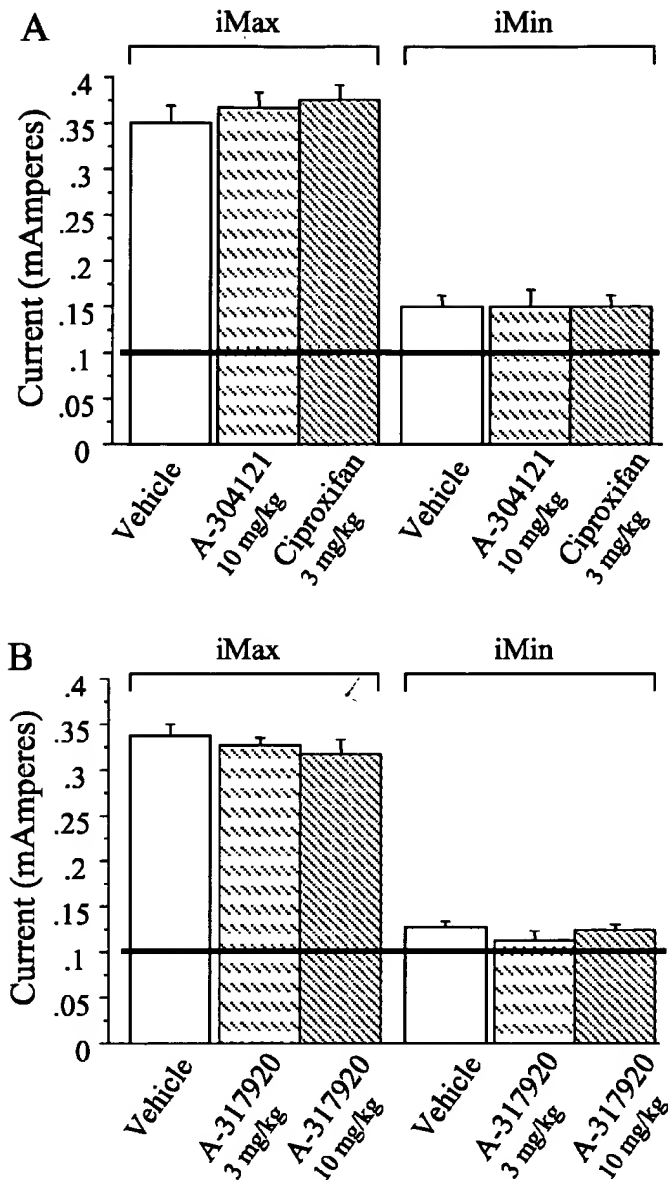 A
iMax
iMin
Current (mAmperes)
.4
.35
.3
.25
.2
.15
.1
.05
0
Vehicle
A-304121
10 mg/kg
Ciproxifan
3 mg/kg
Vehicle
A-304121
10 mg/kg
Ciproxifan
3 mg/kg
B
iMax
iMin
Current (mAmperes)
.4
.35
.3
.25
.2
.15
.1
.05
0
Vehicle
A-317920
3 mg/kg
A-317920
10 mg/kg
Vehicle
A-317920
3 mg/kg
A-317920
10 mg/kg